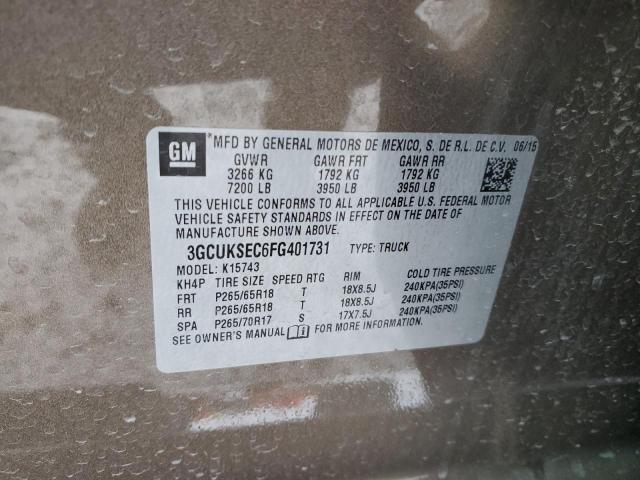 GM
*MFD BY GENERAL MOTORS DE MEXICO, S. DE R.L. DE C.V. 06/15
GVWR GAWR FRT GAWR RR
3266 KG 1792 KG 1792 KG
7200 LB 3950 LB 3950 LB
THIS VEHICLE CONFORMS TO ALL APPLICABLE U.S. FEDERAL MOTOR
VEHICLE SAFETY STANDARDS IN EFFECT ON THE DATE OF
MANUFACTURE SHOWN ABOVE.
3GCUKSEC6FG401731 TYPE: TRUCK
MODEL: K15743
KH4P TIRE SIZE SPEED RTG RIM COLD TIRE PRESSURE
FRT P265/65R18 T 18X8.5J 240KPA(35PSI)
RR P265/65R18 T 18X8.5J 240KPA(35PSI)
SPA P265/70R17 S 17X7.5J 240KPA(35PSI)
SEE OWNER'S MANUAL FOR MORE INFORMATION